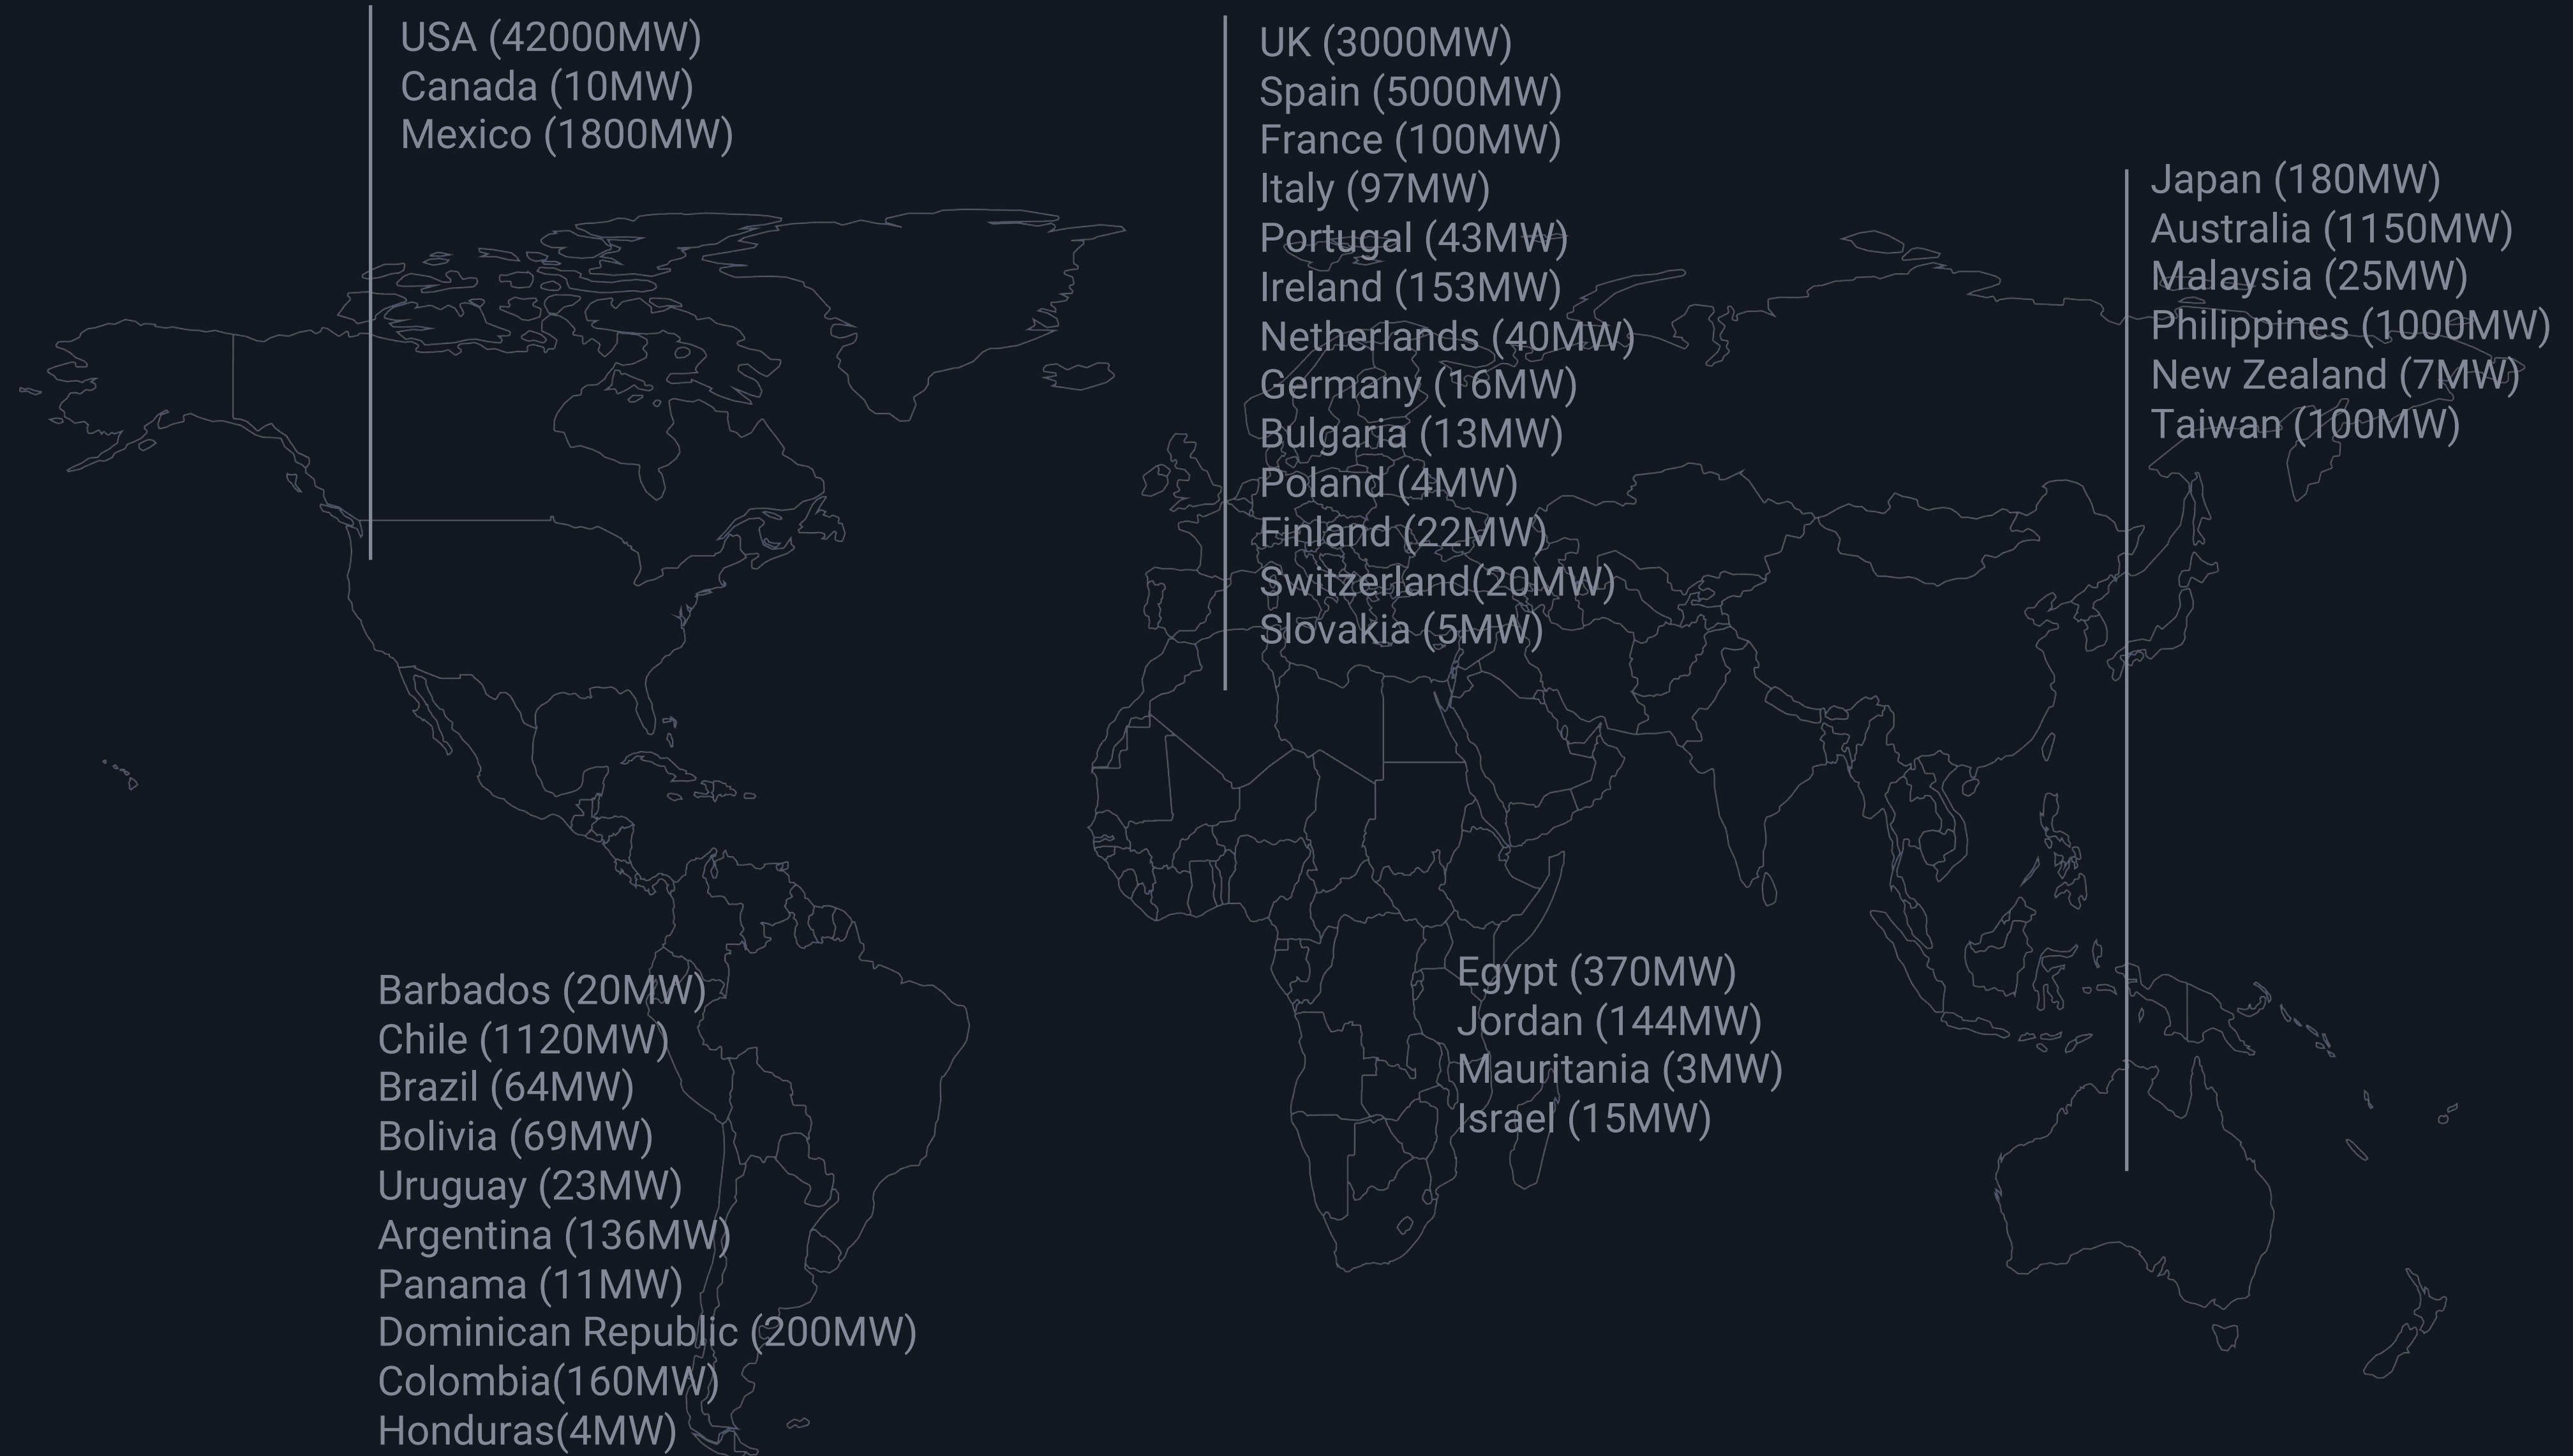 USA (42000MW)
Canada (10MW)
Mexico (1800MW)
UK (3000MW)
Spain (5000MW)
France (100MW)
Italy (97MW)
Portugal (43MW)
Ireland (153MW)
Netherlands (40MW)
Germany (16MW)
Bulgaria (13MW)
Poland (4MW)
Finland (22MW)
Switzerland(20MW)
Slovakia (5MW)
Japan (180MW)
Australia (1150MW)
Malaysia (25MW)
Philippines (1000MW)
New Zealand (7MW)
Taiwan (100MW)
Barbados (20MW)
Chile (1120MW)
Brazil (64MW)
Bolivia (69MW)
Uruguay (23MW)
Argentina (136MW)
Panama (11MW)
Dominican Republic (200MW)
Colombia(160MW)
Honduras(4MW)
Egypt (370MW)
Jordan (144MW)
Mauritania (3MW)
Israel (15MW)